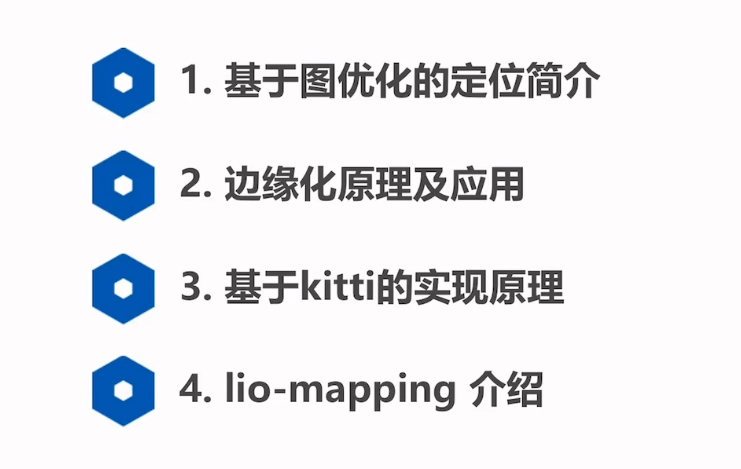 1. 基于图优化的定位简介
2. 边缘化原理及应用
3. 基于kitti的实现原理
4. lio-mapping 介绍